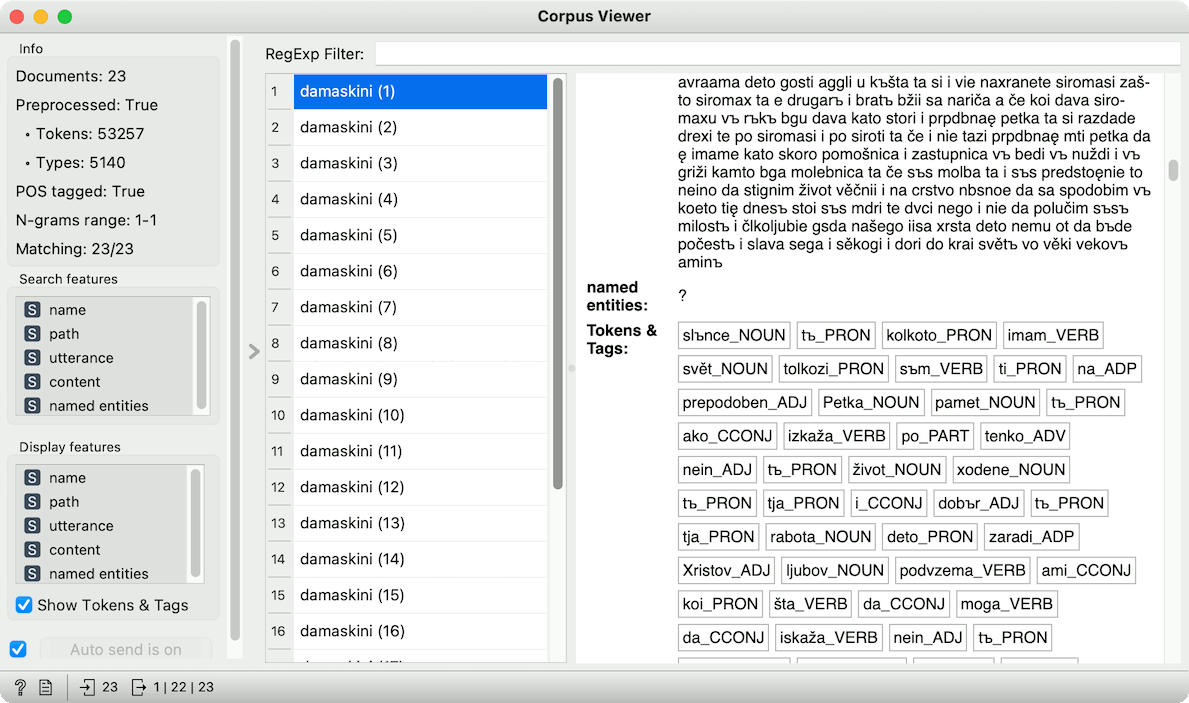 Corpus Viewer
Info
Documents: 23
Preprocessed: True
• Tokens: 53257
• Types: 5140
POS tagged: True
N-grams range: 1-1
Matching: 23/23
Search features
S name
S path
S utterance
S content
S named entities
Display features
S name
S path
S utterance
S content
S named entities
Show Tokens & Tags
Auto send is on
RegExp Filter:
1 damaskini (1)
2 damaskini (2)
3 damaskini (3)
4 damaskini (4)
5 damaskini (5)
6 damaskini (6)
7 damaskini (7)
8 damaskini (8)
9 damaskini (9)
10 damaskini (10)
11 damaskini (11)
12 damaskini (12)
13 damaskini (13)
14 damaskini (14)
15 damaskini (15)
16 damaskini (16)
avraama deto gosti aggli u kъšta ta si i vie naxranete siromasi zaš-
to siromax ta e drugarъ i bratъ bžii sa nariča a če koi dava siro-
maxu vъ rъkъ bgu dava kato stori i prpdbnaę petka ta si razdade
drexi te po siromasi i po siroti ta če i nie tazi prpdbnaę mti petka da
ę imame kato skoro pomošnica i zastupnica vъ bedi vъ nuždi i vъ
griži kamto bga molebnica ta če sъs molba ta i sъs predstoęnie to
neino da stignim život věčnii i na crstvo nbsnoe da sa spodobim vъ
koeto tię dnesъ stoi sъs mdri te dvci nego i nie da polučim sъsъ
milostъ i člkoljubie gsda našego iisa xrsta deto nemu ot da bъde
počestъ i slava sega i sěkogi i dori do krai světъ vo věki vekovъ
aminъ
named
entities:
?
Tokens &
Tags:
slъnce_NOUN tъ_PRON kolkoto_PRON imam_VERB
svět_NOUN tolkozi_PRON sъm_VERB ti_PRON na_ADP
prepodoben_ADJ Petka_NOUN pamet_NOUN tъ_PRON
ako_CCONJ izkaža_VERB po_PART tenko_ADV
nein_ADJ tъ_PRON život_NOUN xodene_NOUN
tъ_PRON tja_PRON i_CCONJ dobъr_ADJ tъ_PRON
tja_PRON rabota_NOUN deto_PRON zaradi_ADP
Xristov_ADJ ljubov_NOUN podvzema_VERB ami_CCONJ
koi_PRON šta_VERB da_CCONJ moga_VERB
da_CCONJ iskaža_VERB nein_ADJ tъ_PRON
? 23 1 | 22 | 23